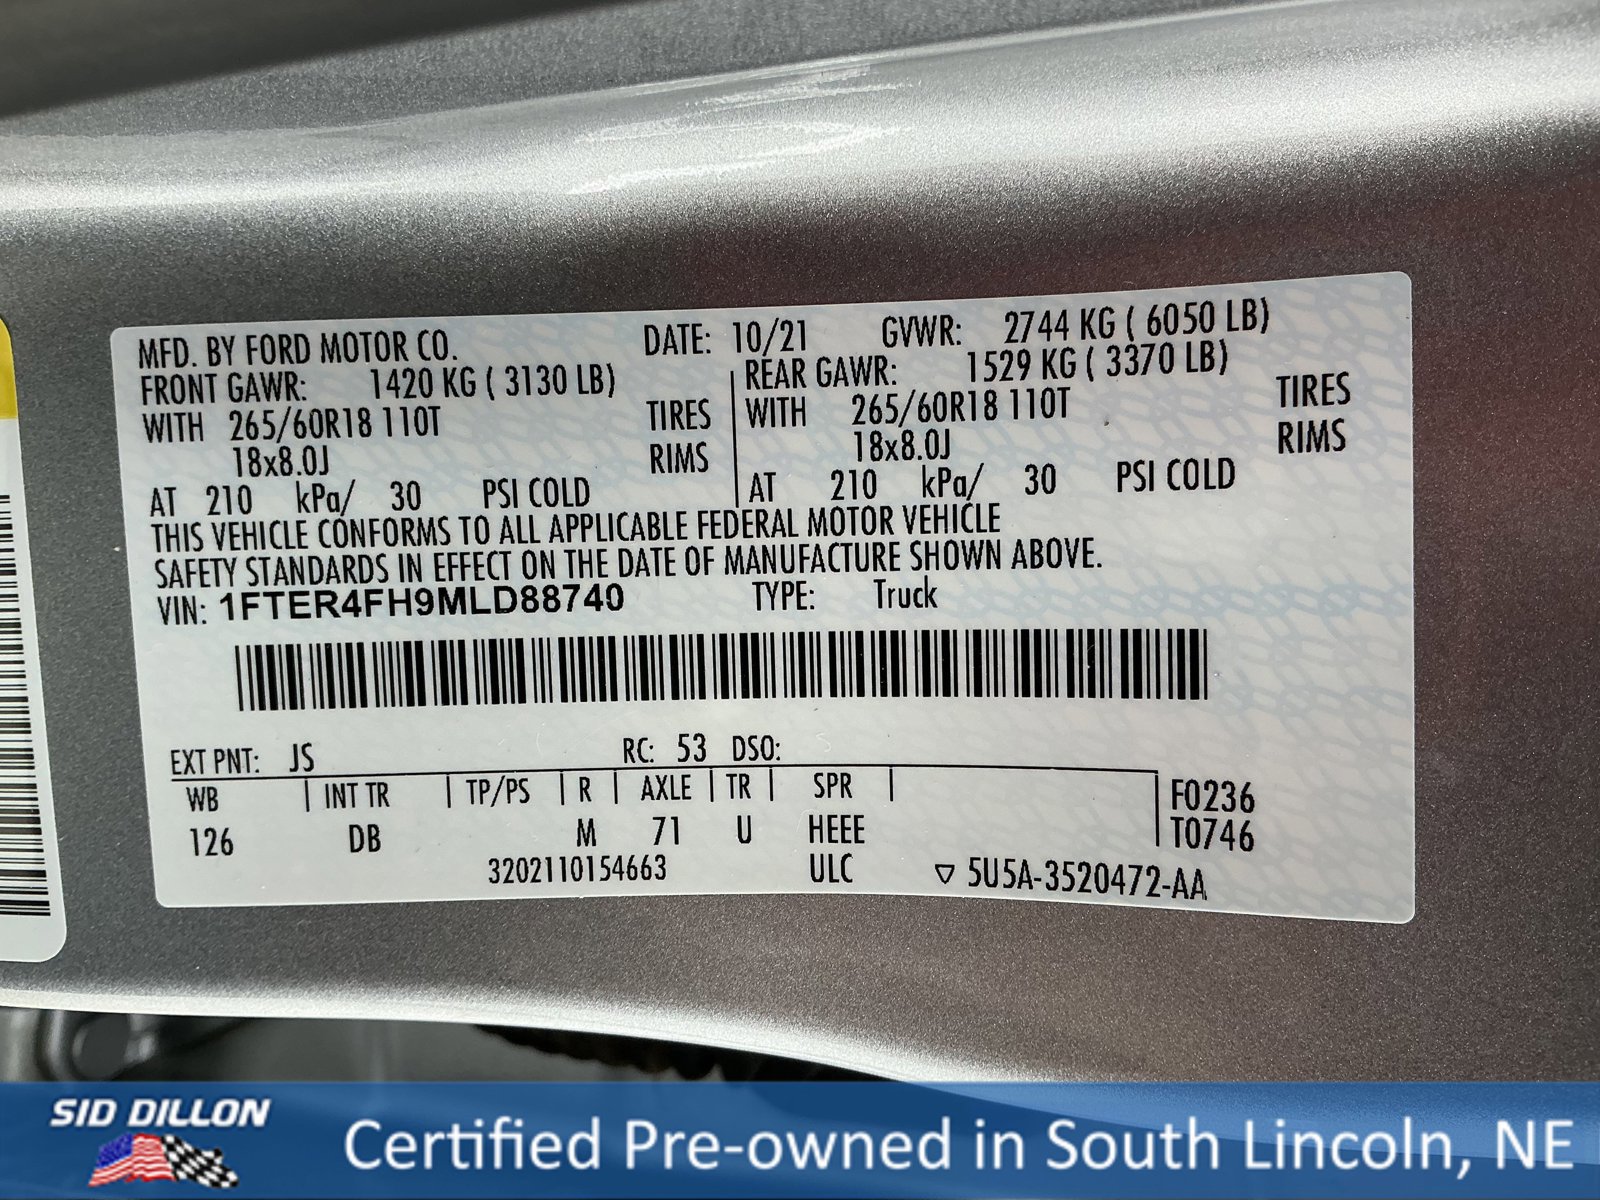 MFD. BY FORD MOTOR CO. DATE: 10/21 GVWR: 2744 KG ( 6050 LB)
FRONT GAWR: 1420 KG ( 3130 LB) REAR GAWR: 1529 KG ( 3370 LB)
WITH 265/60R18 110T TIRES WITH 265/60R18 110T TIRES
18x8.0J RIMS 18x8.0J RIMS
AT 210 kPa/ 30 PSI COLD AT 210 kPa/ 30 PSI COLD
THIS VEHICLE CONFORMS TO ALL APPLICABLE FEDERAL MOTOR VEHICLE
SAFETY STANDARDS IN EFFECT ON THE DATE OF MANUFACTURE SHOWN ABOVE.
VIN: 1FTER4FH9MLD88740 TYPE: Truck
EXT PNT: JS RC: 53 DSO:
WB INT TR TP/PS R AXLE TR SPR F0236
126 DB M 71 U HEEE T0746
3202110154663 ULC ▽ 5U5A-3520472-AA
SID DILLON
Certified Pre-owned in South Lincoln, NE